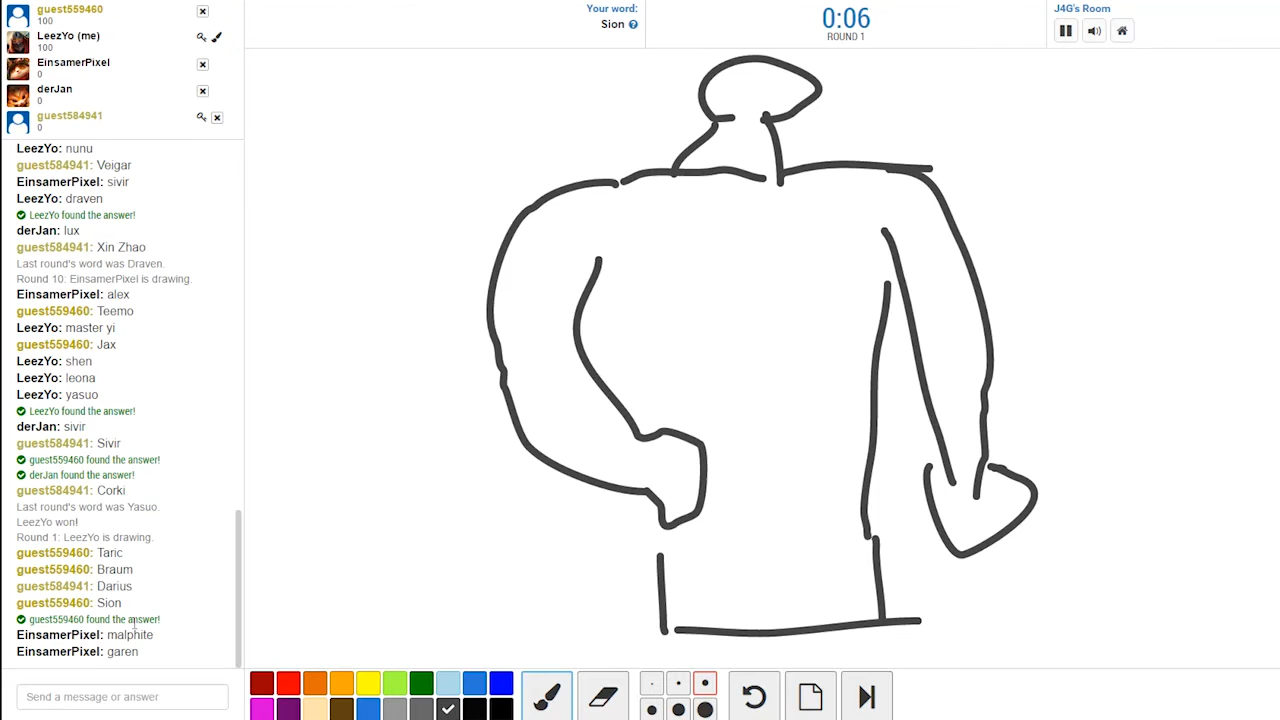 guest559460
100
LeezYo (me)
100
EinsamerPixel
0
derJan
0
guest584941
0
Your word:
Sion
0:06
ROUND 1
J4G's Room
LeezYo: nunu
guest584941: Veigar
EinsamerPixel: sivir
LeezYo: draven
LeezYo found the answer!
derJan: lux
guest584941: Xin Zhao
Last round's word was Draven.
Round 10: EinsamerPixel is drawing.
EinsamerPixel: alex
guest559460: Teemo
LeezYo: master yi
guest559460: Jax
LeezYo: shen
LeezYo: leona
LeezYo: yasuo
LeezYo found the answer!
derJan: sivir
guest584941: Sivir
guest559460 found the answer!
derJan found the answer!
guest584941: Corki
Last round's word was Yasuo.
LeezYo won!
Round 1: LeezYo is drawing.
guest559460: Taric
guest559460: Braum
guest584941: Darius
guest559460: Sion
guest559460 found the answer!
EinsamerPixel: malphite
EinsamerPixel: garen
Send a message or answer